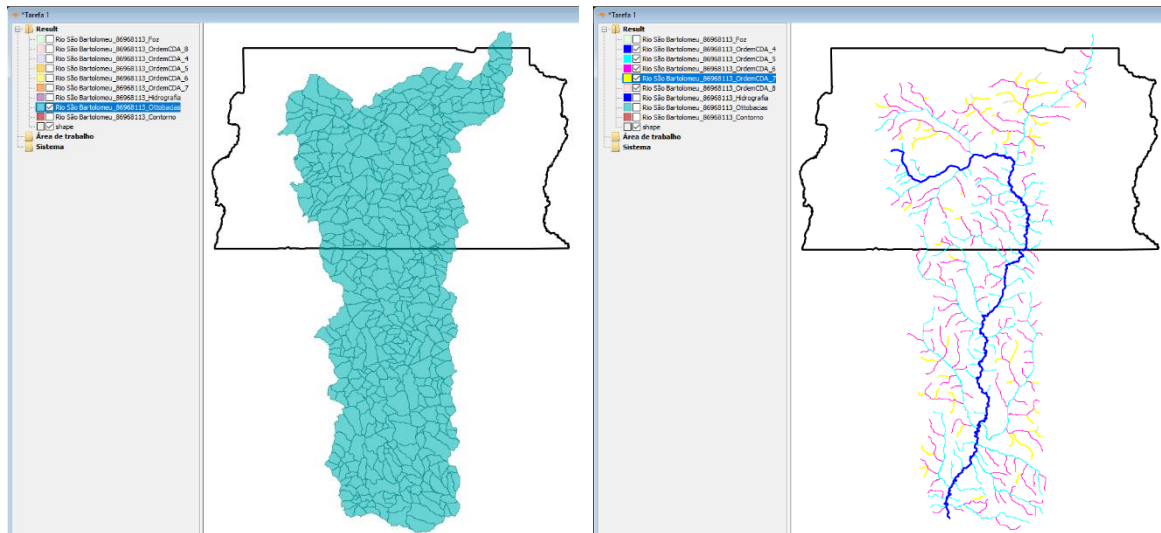 *Tarefa 1
Result
Rio São Bartolomeu_86968113_Foz
Rio São Bartolomeu_86968113_OrdemCDA_8
Rio São Bartolomeu_86968113_OrdemCDA_4
Rio São Bartolomeu_86968113_OrdemCDA_5
Rio São Bartolomeu_86968113_OrdemCDA_6
Rio São Bartolomeu_86968113_OrdemCDA_7
Rio São Bartolomeu_86968113_Hidrografia
Rio São Bartolomeu_86968113_Ottobacias
Rio São Bartolomeu_86968113_Contorno
shape
Área de trabalho
Sistema
*Tarefa 1
Result
Rio São Bartolomeu_86968113_Foz
Rio São Bartolomeu_86968113_OrdemCDA_4
Rio São Bartolomeu_86968113_OrdemCDA_5
Rio São Bartolomeu_86968113_OrdemCDA_6
Rio São Bartolomeu_86968113_OrdemCDA_7
Rio São Bartolomeu_86968113_OrdemCDA_8
Rio São Bartolomeu_86968113_Hidrografia
Rio São Bartolomeu_86968113_Ottobacias
Rio São Bartolomeu_86968113_Contorno
shape
Área de trabalho
Sistema